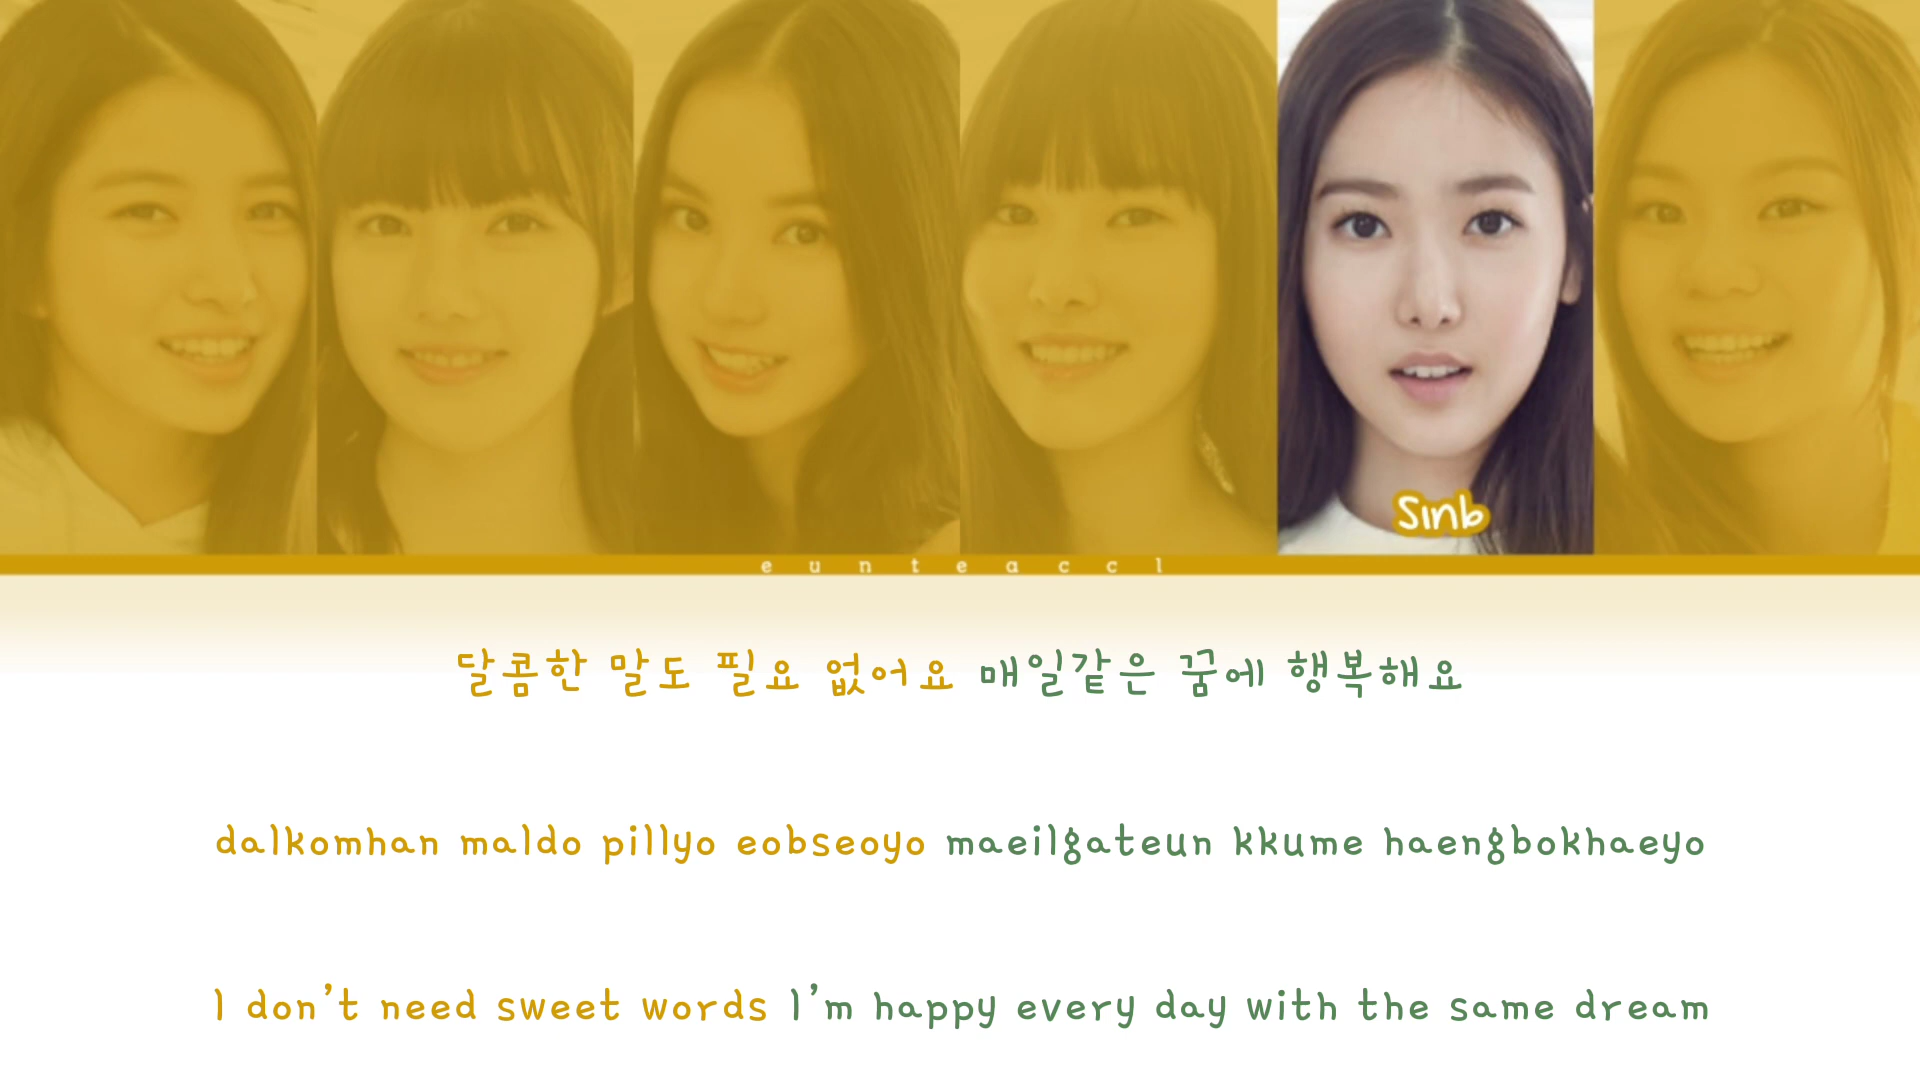 Sinb
e u n t e a c c l
달콤한 말도 필요 없어요 매일같은 꿈에 행복해요
dalkomhan maldo pillyo eobseoyo maeilgateun kkume haengbokhaeyo
I don't need sweet words I'm happy every day with the same dream